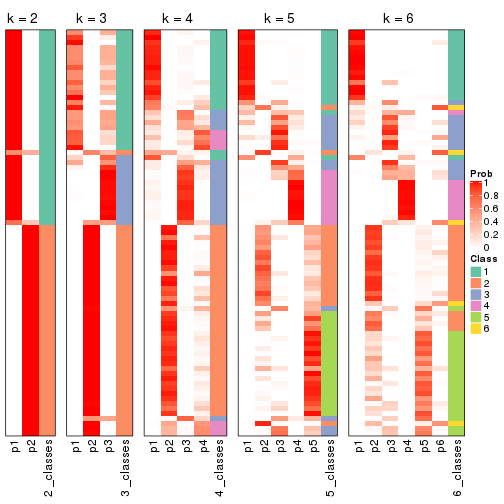 k = 2
k = 3
k = 4
k = 5
k = 6
Prob
1
0.8
0.6
0.4
0.2
0
Class
1
2
3
4
5
6
p1 p2 2_classes
p1 p2 p3 3_classes
p1 p2 p3 p4 4_classes
p1 p2 p3 p4 p5 5_classes
p1 p2 p3 p4 p5 p6 6_classes